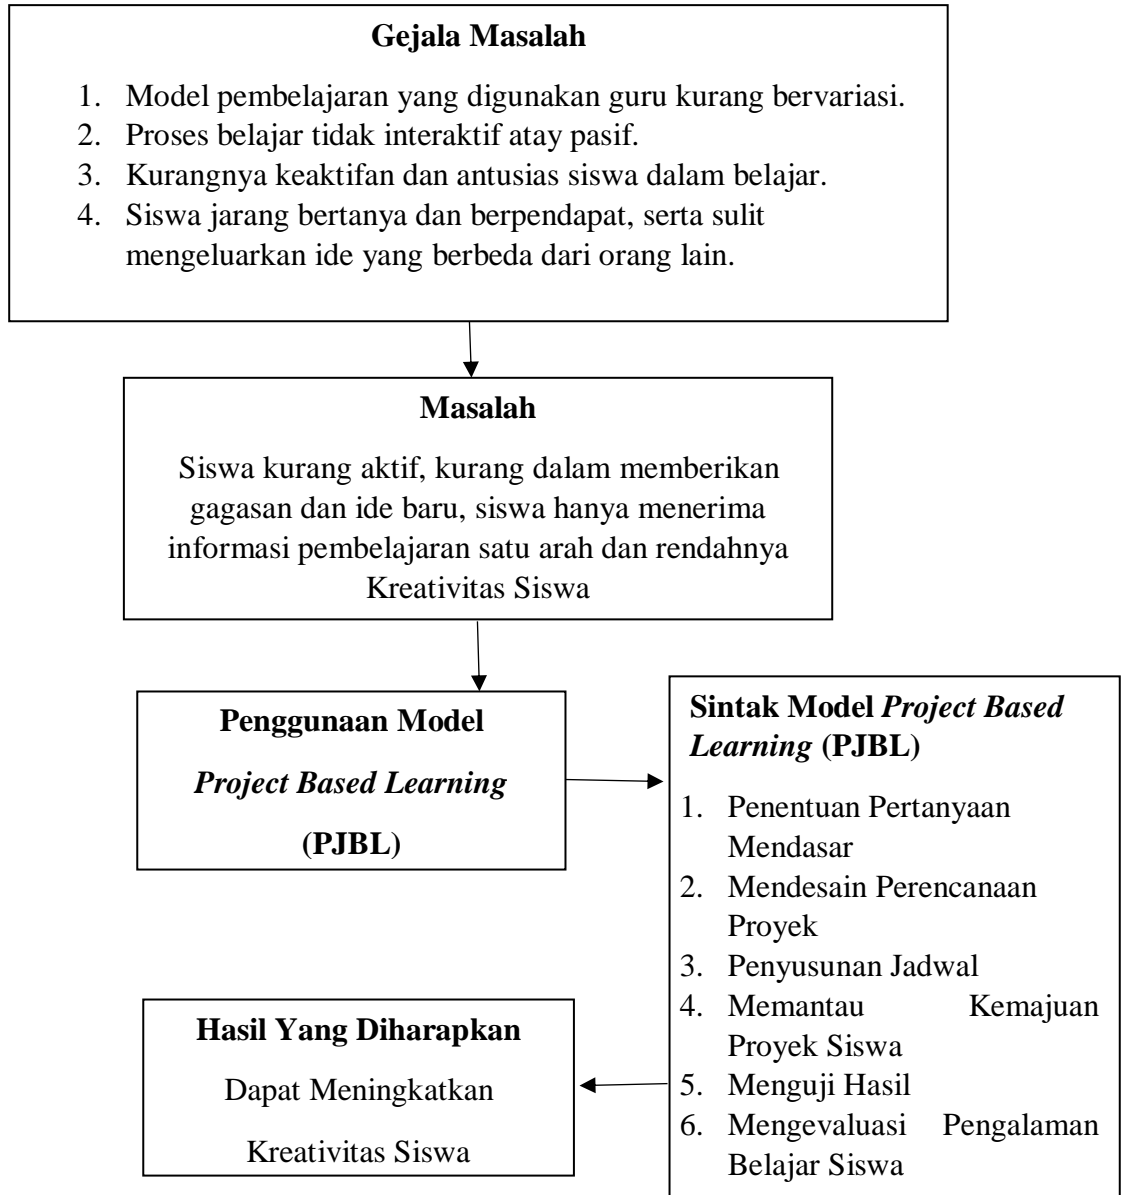 Gejala Masalah
1. Model pembelajaran yang digunakan guru kurang bervariasi.
2. Proses belajar tidak interaktif atay pasif.
3. Kurangnya keaktifan dan antusias siswa dalam belajar.
4. Siswa jarang bertanya dan berpendapat, serta sulit
mengeluarkan ide yang berbeda dari orang lain.
Masalah
Siswa kurang aktif, kurang dalam memberikan
gagasan dan ide baru, siswa hanya menerima
informasi pembelajaran satu arah dan rendahnya
Kreativitas Siswa
Penggunaan Model
Project Based Learning
(PJBL)
Sintak Model Project Based
Learning (PJBL)
1. Penentuan Pertanyaan
Mendasar
2. Mendesain Perencanaan
Proyek
3. Penyusunan Jadwal
4. Memantau Kemajuan
Proyek Siswa
5. Menguji Hasil
6. Mengevaluasi Pengalaman
Belajar Siswa
Hasil Yang Diharapkan
Dapat Meningkatkan
Kreativitas Siswa